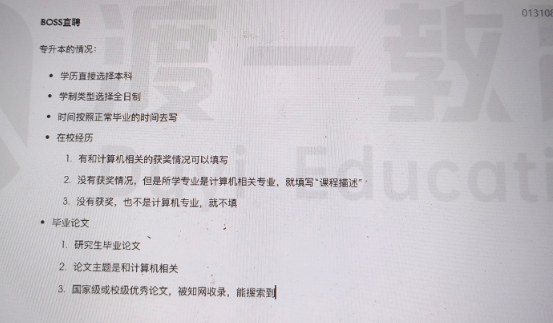 013108
BOSS直聘
渡一教
专升本的情况：
• 学历直接选择本科
• 学制类型选择全日制
• 时间按照正常毕业的时间去写
• 在校经历
1. 有和计算机相关的获奖情况可以填写
2. 没有获奖情况，但是所学专业是计算机相关专业，就填写“课程描述”
Educati
3. 没有获奖，也不是计算机专业，就不填
• 毕业论文
1. 研究生毕业论文
2. 论文主题是和计算机相关
3. 国家级或校级优秀论文，被知网收录，能搜索到